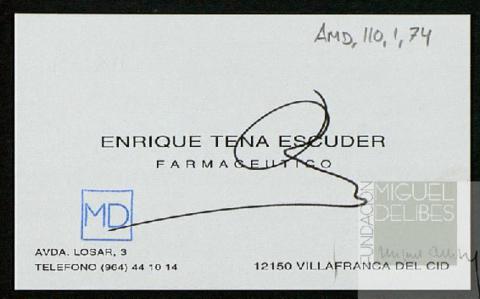 AMD, 110, 1, 74
ENRIQUE TENA ESCUDER
FARMACEUTICO
MD
AVDA. LOSAR, 3
TELEFONO (964) 44 10 14
12150 VILLAFRANCA DEL CID
FUNDACIÓN
MIGUEL
DELIBES